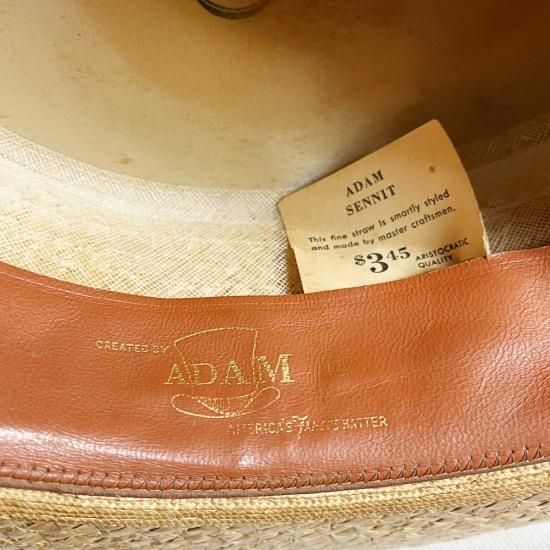 ADAM
SENNIT
This fine straw is smartly styled
and made by master craftsmen.
$3.45 ARISTOCRATIC
QUALITY
CREATED BY
ADAM
AMERICA'S Famous HATTER